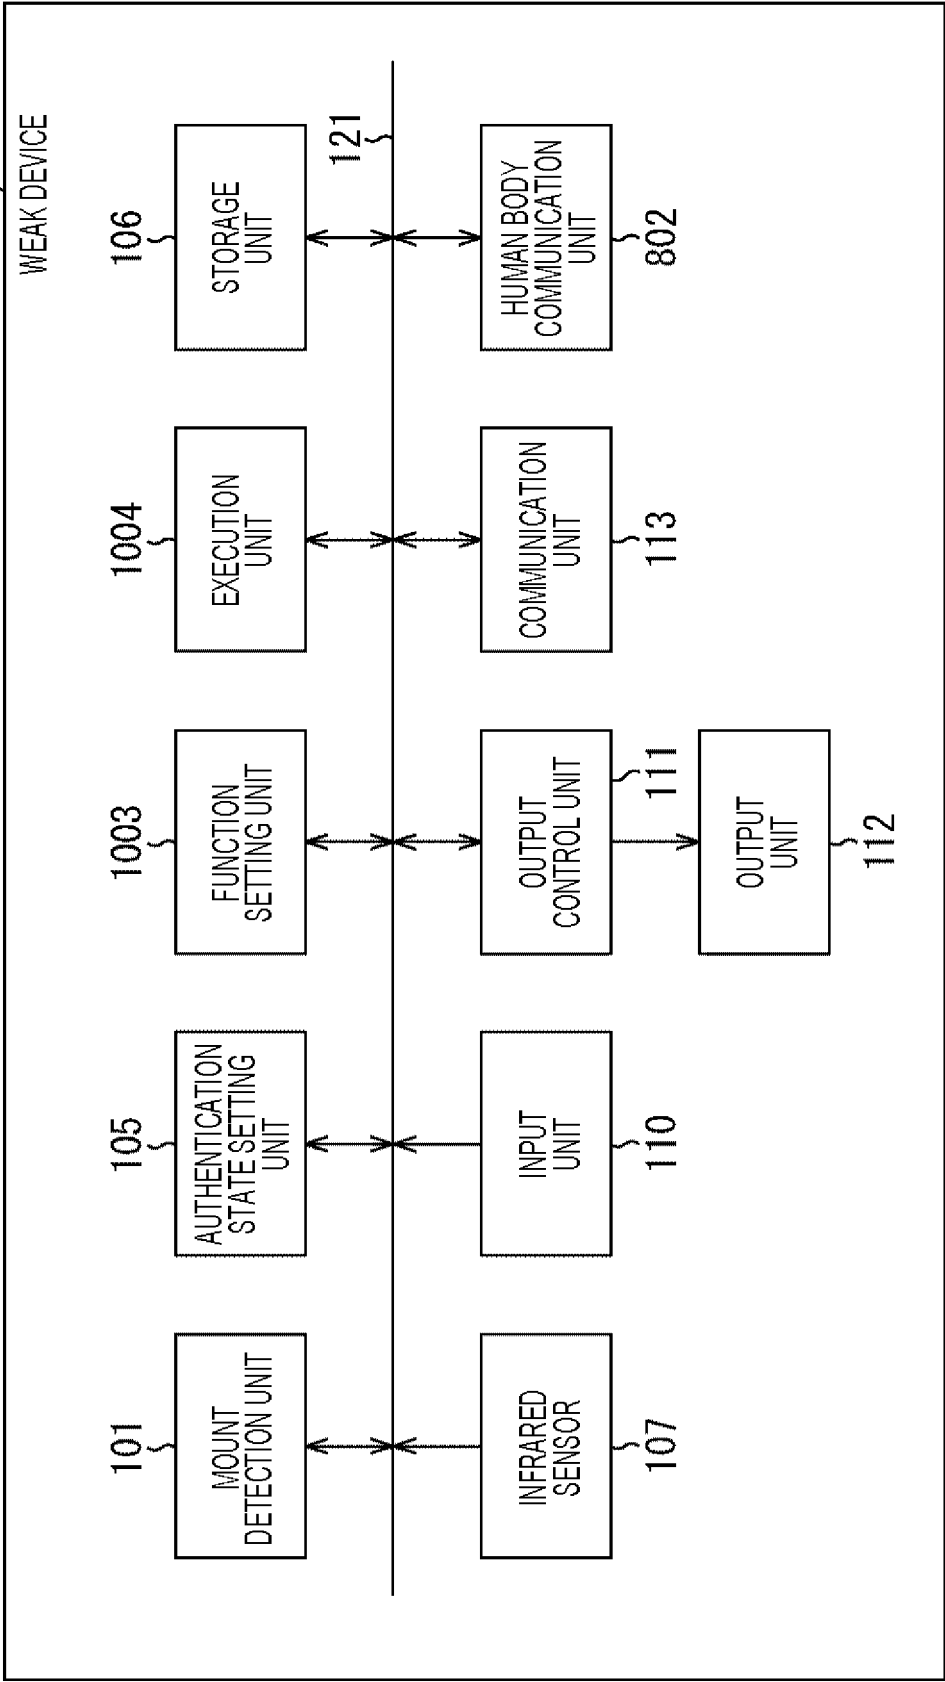 WEAK DEVICE
101
MOUNT
DETECTION UNIT
105
AUTHENTICATION
STATE SETTING
UNIT
1003
FUNCTION
SETTING UNIT
1004
EXECUTION
UNIT
106
STORAGE
UNIT
121
INFRARED
SENSOR
107
INPUT
UNIT
110
OUTPUT
CONTROL UNIT
111
COMMUNICATION
UNIT
113
HUMAN BODY
COMMUNICATION
UNIT
802
OUTPUT
UNIT
112